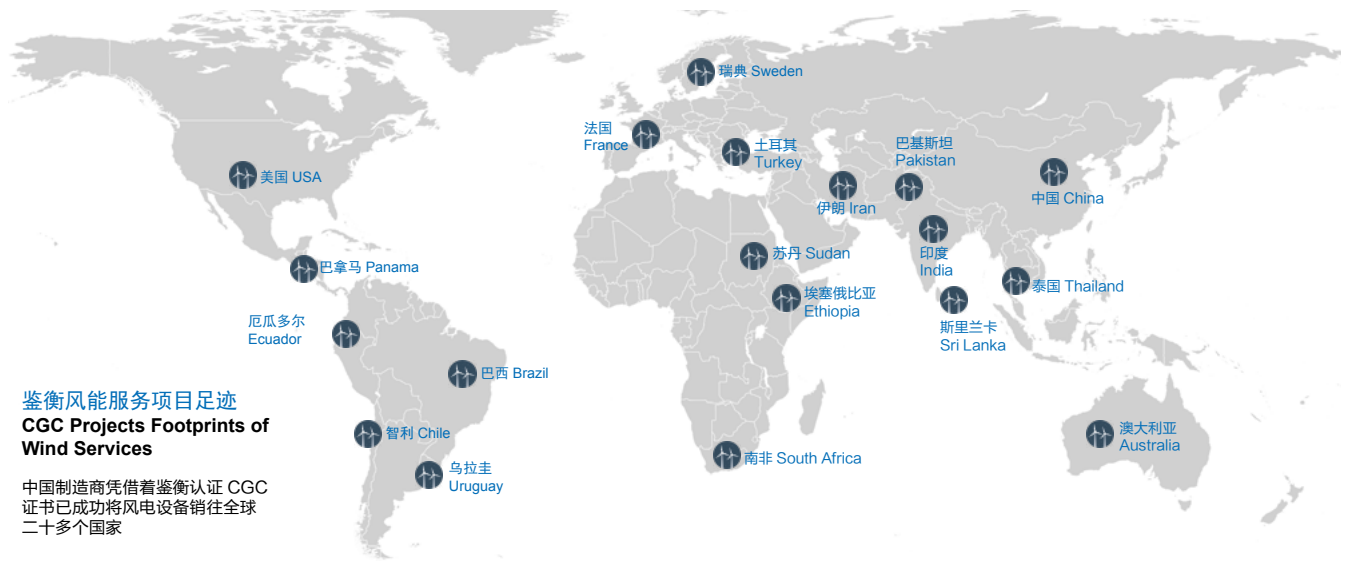 瑞典 Sweden
法国
France
土耳其
Turkey
巴基斯坦
Pakistan
美国 USA
伊朗 Iran
中国 China
巴拿马 Panama
苏丹 Sudan
印度
India
埃塞俄比亚
Ethiopia
泰国 Thailand
厄瓜多尔
Ecuador
斯里兰卡
Sri Lanka
巴西 Brazil
鉴衡风能服务项目足迹
CGC Projects Footprints of
Wind Services
智利 Chile
澳大利亚
Australia
南非 South Africa
乌拉圭
Uruguay
中国制造商凭借着鉴衡认证 CGC
证书已成功将风电设备销往全球
二十多个国家